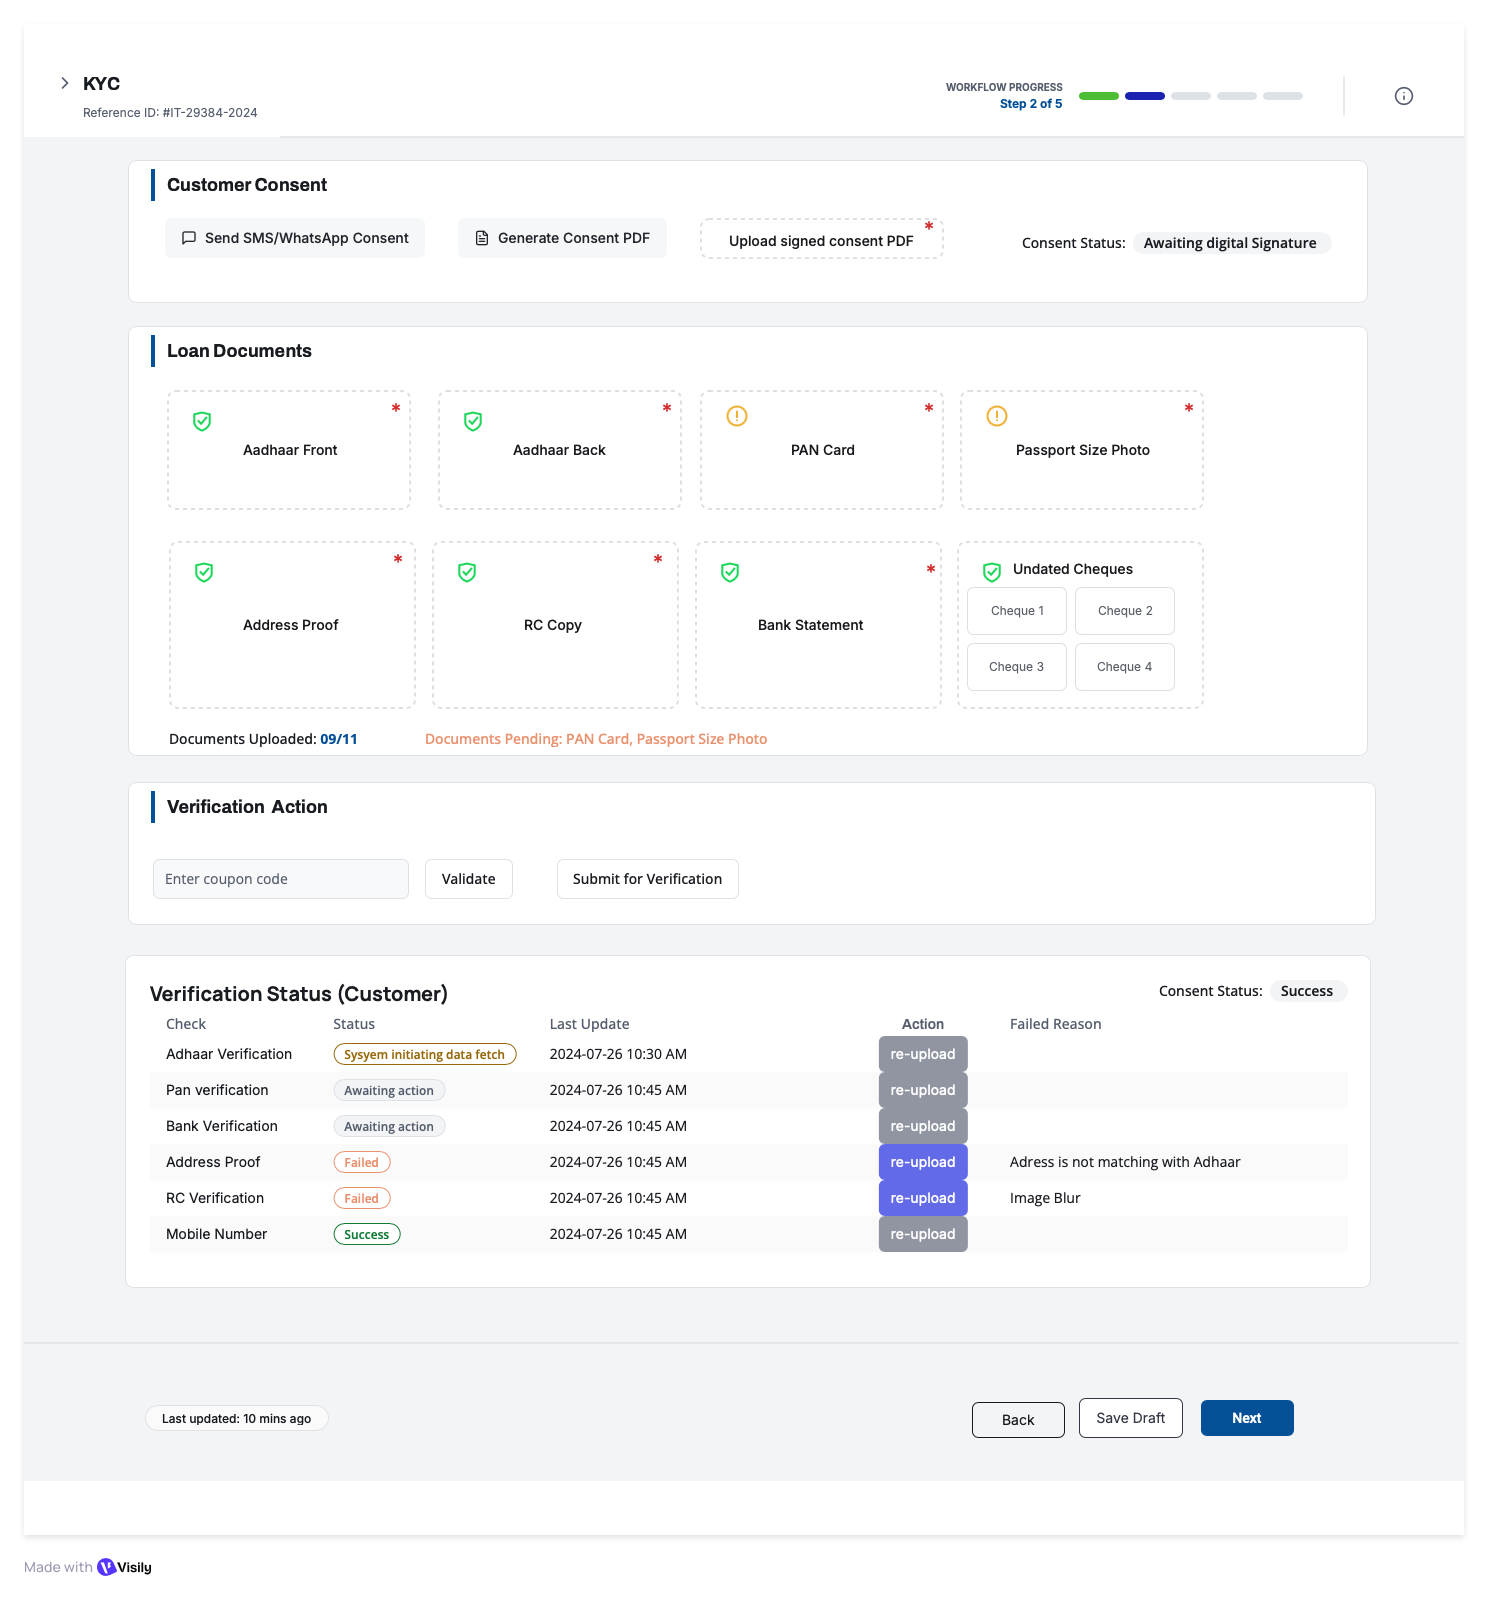 KYC
Reference ID: #IT-29384-2024
WORKFLOW PROGRESS
Step 2 of 5
Customer Consent
Send SMS/WhatsApp Consent
Generate Consent PDF
Upload signed consent PDF *
Consent Status: Awaiting digital Signature
Loan Documents
Aadhaar Front *
Aadhaar Back *
PAN Card *
Passport Size Photo *
Address Proof *
RC Copy *
Bank Statement *
Undated Cheques
Cheque 1
Cheque 2
Cheque 3
Cheque 4
Documents Uploaded: 09/11
Documents Pending: PAN Card, Passport Size Photo
Verification Action
Enter coupon code
Validate
Submit for Verification
Verification Status (Customer)
Consent Status: Success
Check Status Last Update Action Failed Reason
Adhaar Verification Sysyem initiating data fetch 2024-07-26 10:30 AM re-upload
Pan verification Awaiting action 2024-07-26 10:45 AM re-upload
Bank Verification Awaiting action 2024-07-26 10:45 AM re-upload
Address Proof Failed 2024-07-26 10:45 AM re-upload Adress is not matching with Adhaar
RC Verification Failed 2024-07-26 10:45 AM re-upload Image Blur
Mobile Number Success 2024-07-26 10:45 AM re-upload
Last updated: 10 mins ago
Back
Save Draft
Next
Made with Visily